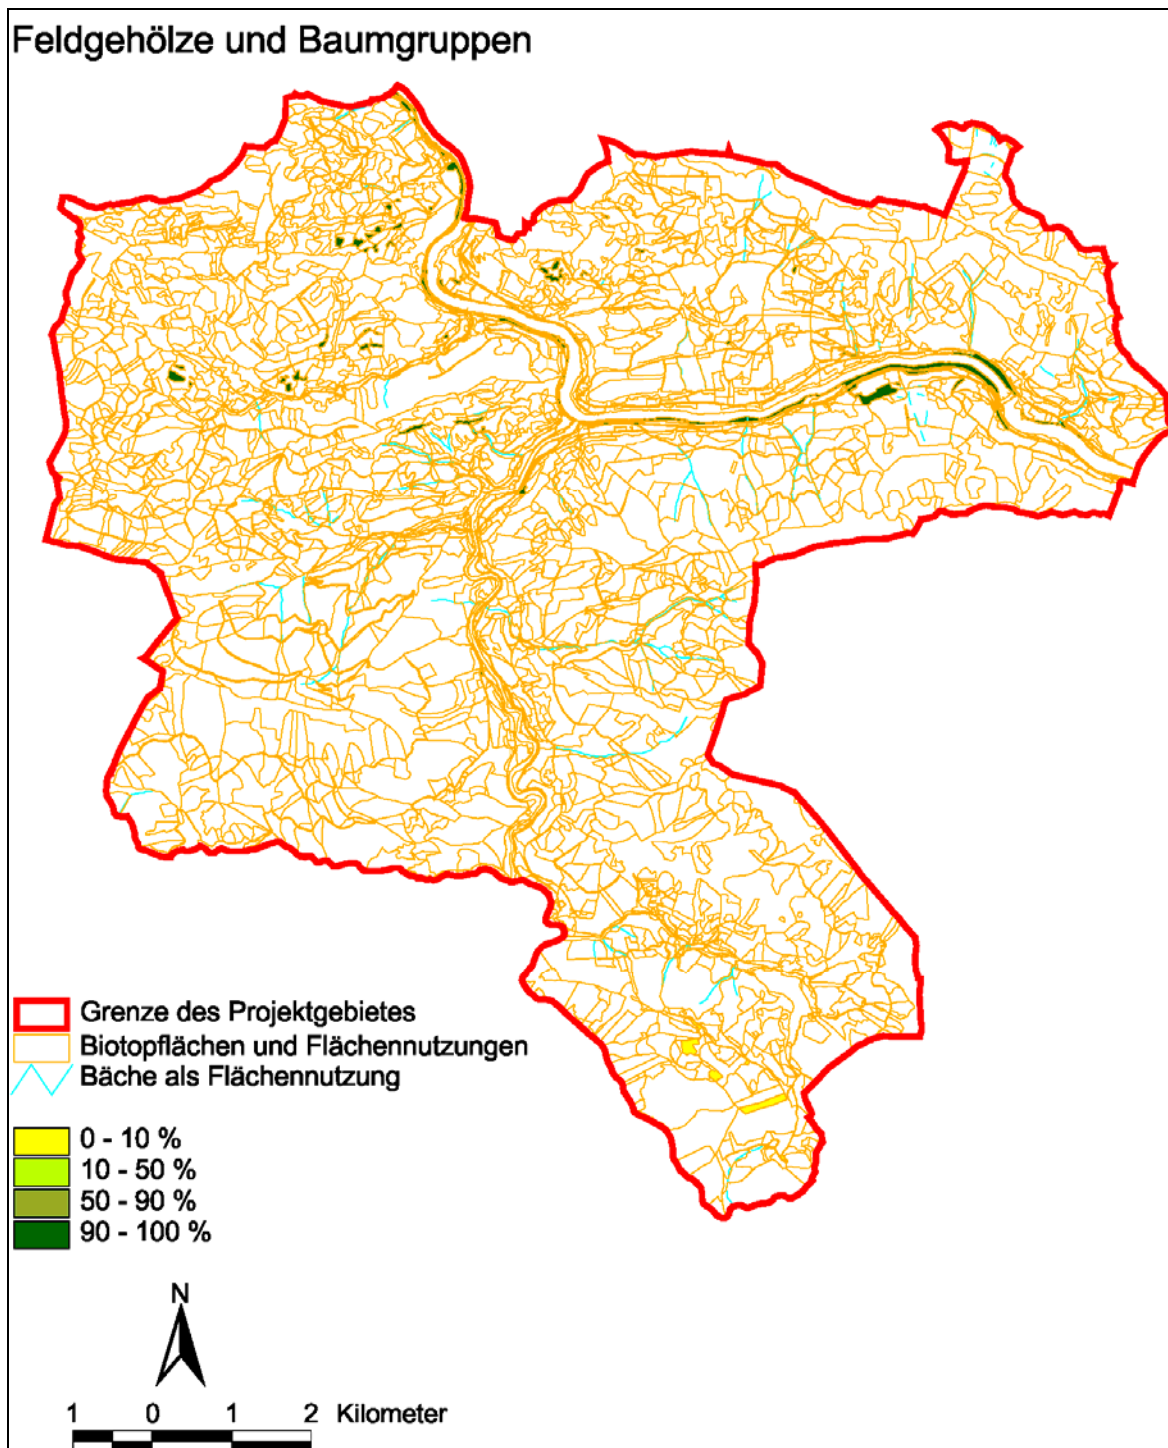 Feldgehölze und Baumgruppen
Grenze des Projektgebietes
Biotopflächen und Flächennutzungen
Bäche als Flächennutzung
0 - 10 %
10 - 50 %
50 - 90 %
90 - 100 %
N
1 0 1 2 Kilometer